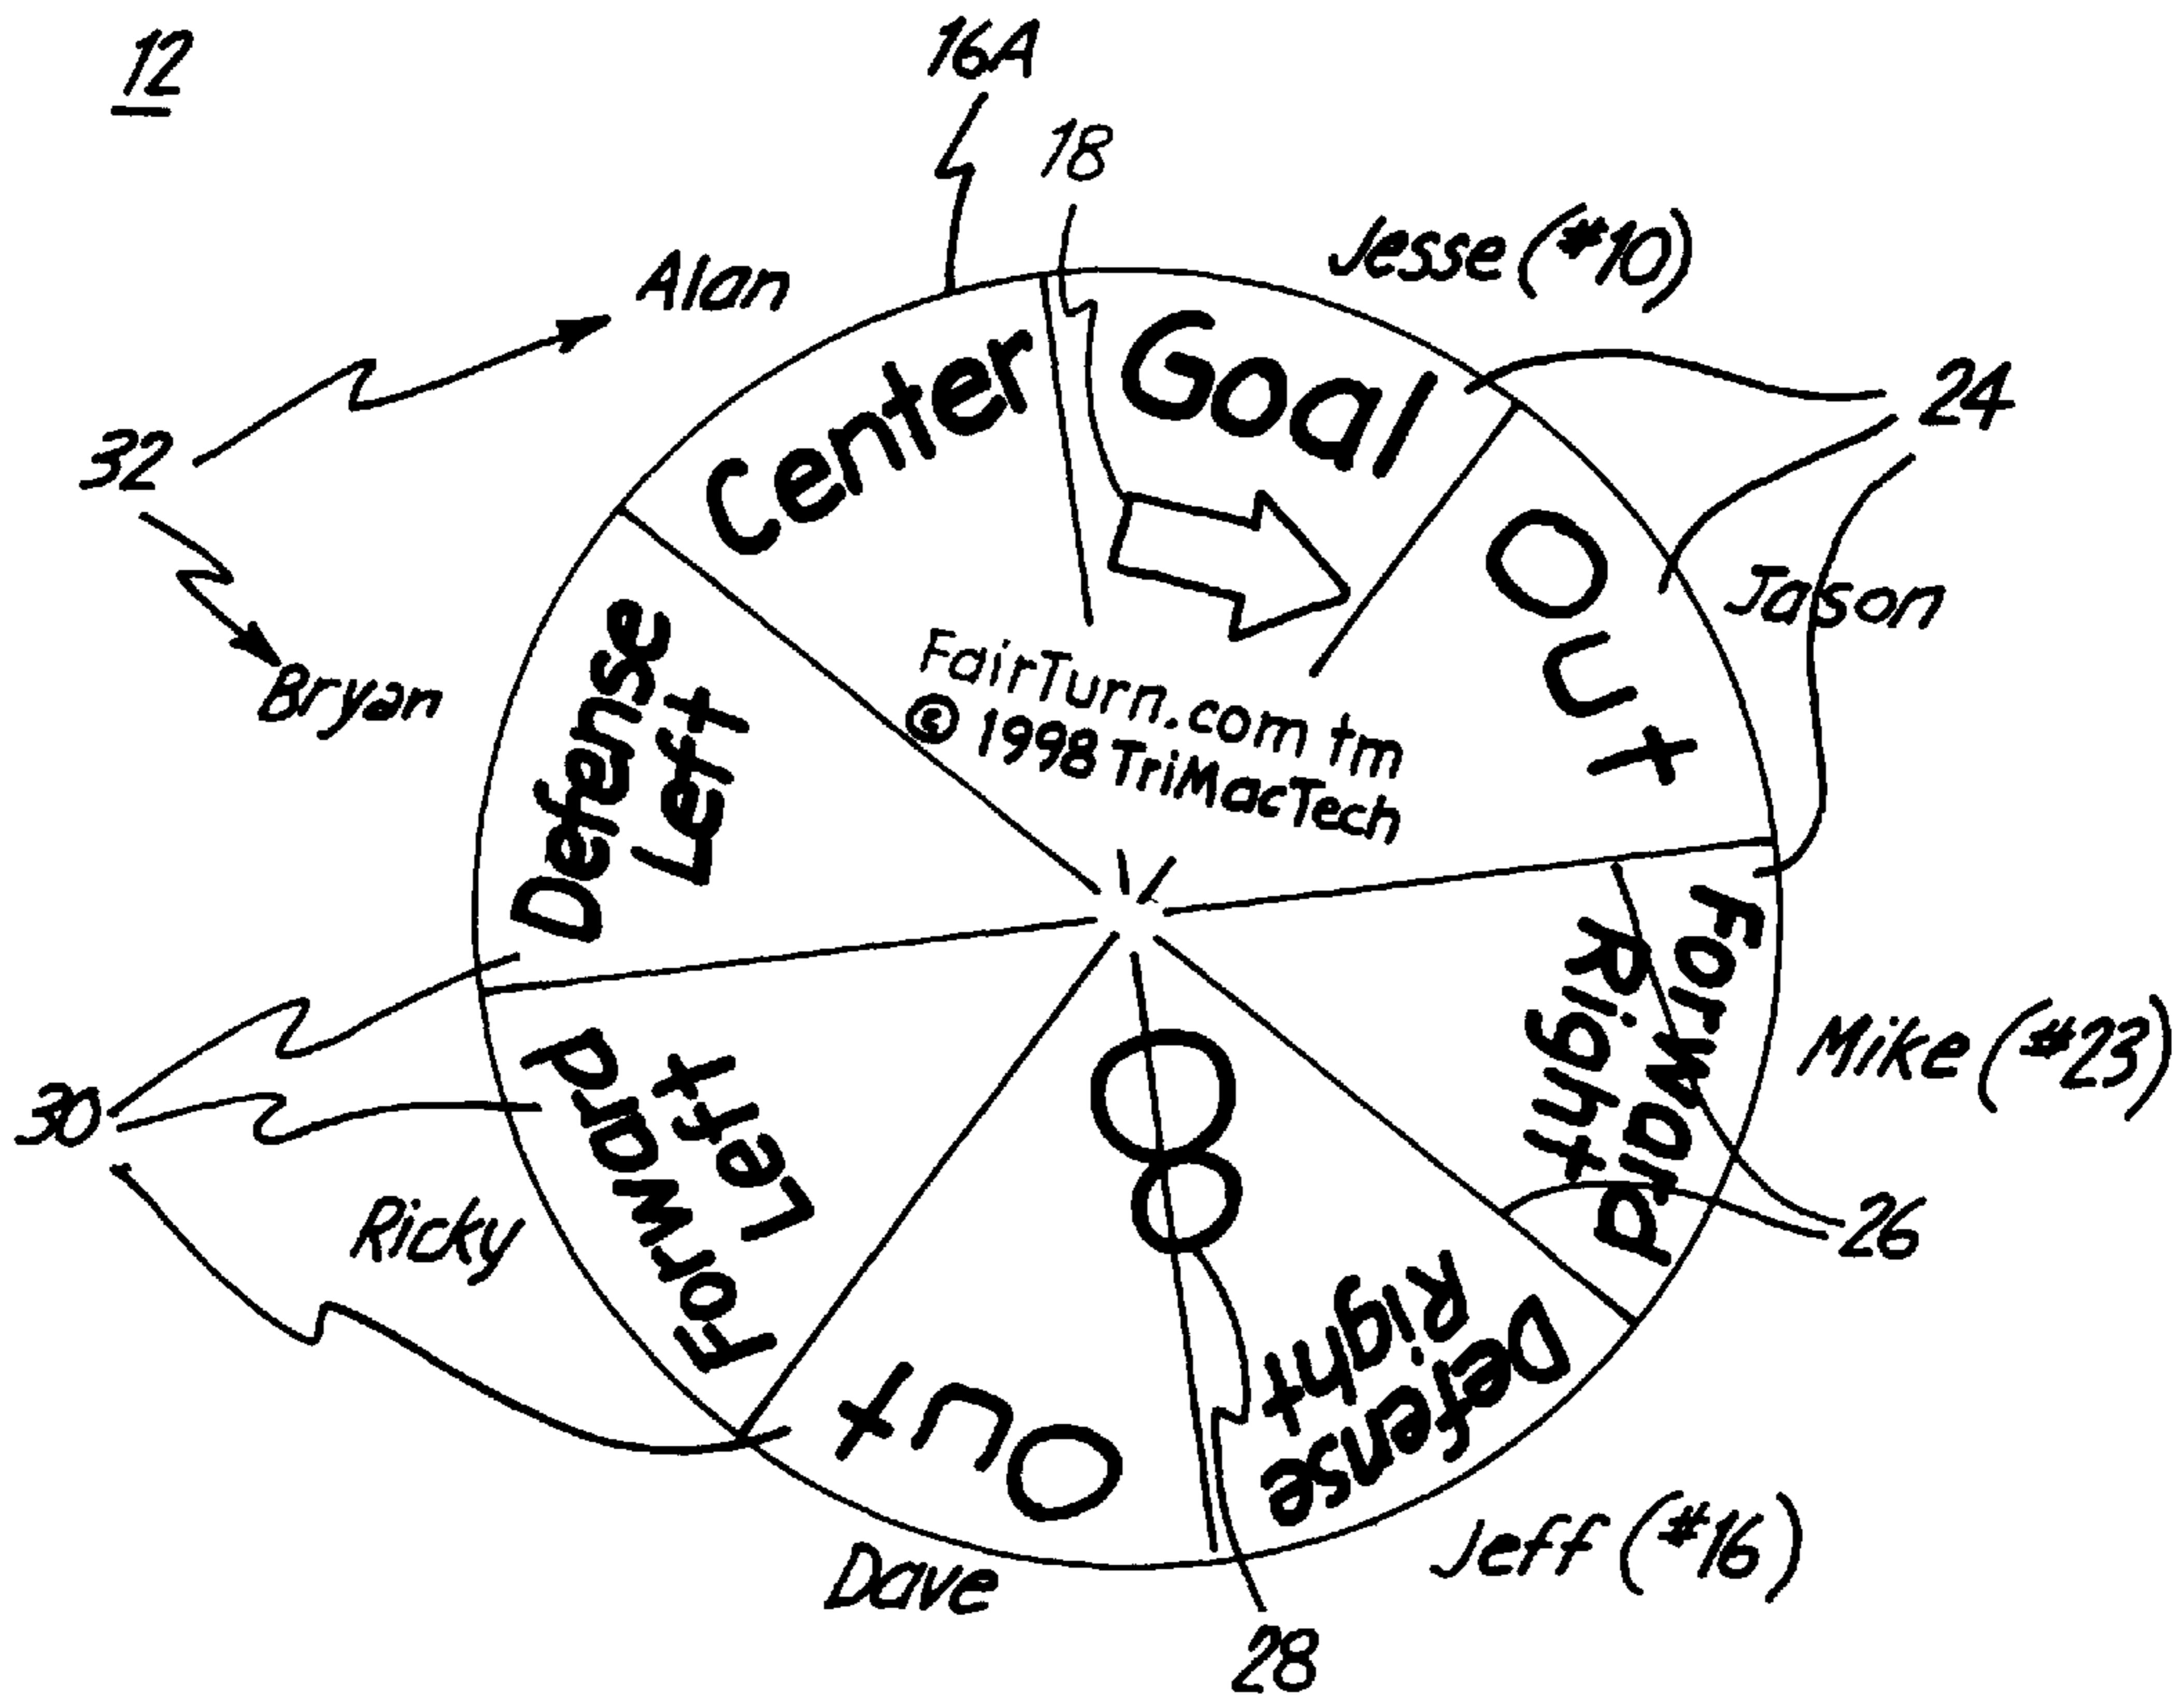 12
16A
18
Jesse (#10)
Alan
24
Center
Goal
32
Out
Jason
Bryan
Defense
Left
FairTurn.com tm
© 1998 TriMacTech
Forward
Right
Mike (#23)
30
8
26
Forward
Left
Ricky
Defense
Right
Out
Dave
Jeff (#16)
28